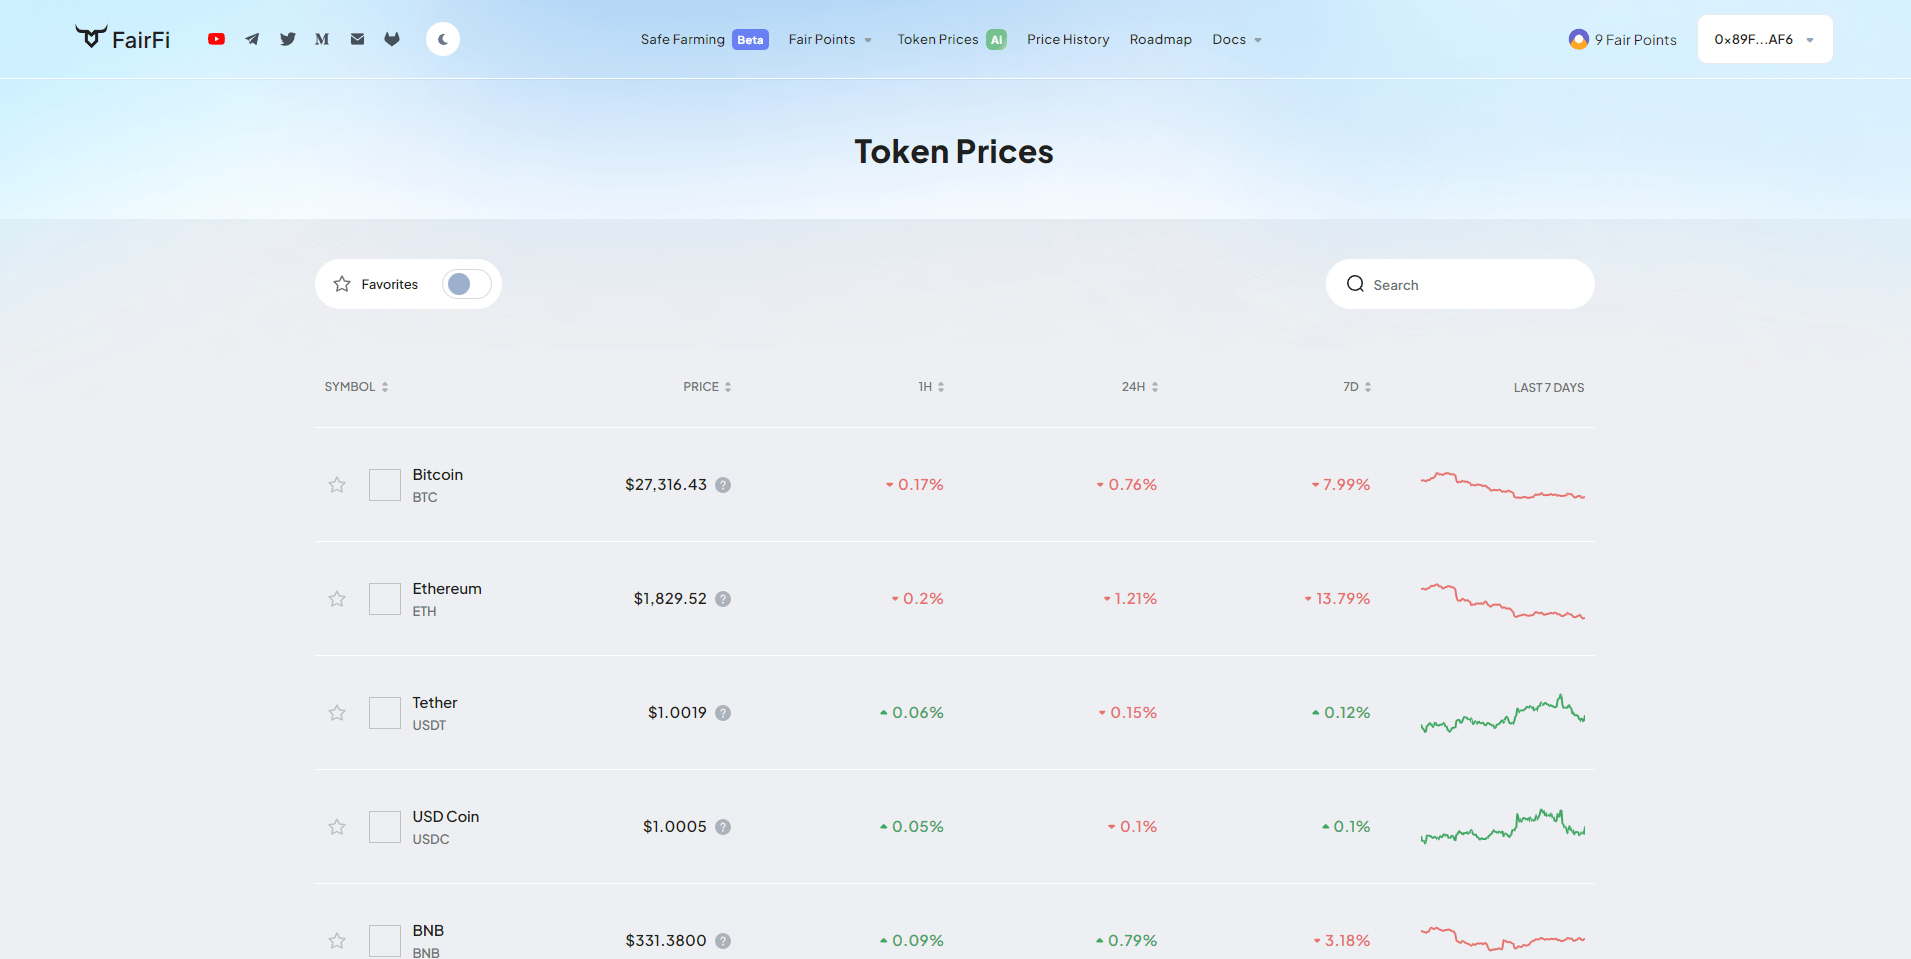 FairFi
Safe Farming Beta Fair Points Token Prices AI Price History Roadmap Docs
9 Fair Points 0x89F...AF6
Token Prices
Favorites
Search
SYMBOL PRICE 1H 24H 7D LAST 7 DAYS
Bitcoin
BTC
$27,316.43 ? 0.17% 0.76% 7.99%
Ethereum
ETH
$1,829.52 ? 0.2% 1.21% 13.79%
Tether
USDT
$1.0019 ? 0.06% 0.15% 0.12%
USD Coin
USDC
$1.0005 ? 0.05% 0.1% 0.1%
BNB
BNB
$331.3800 ? 0.09% 0.79% 3.18%